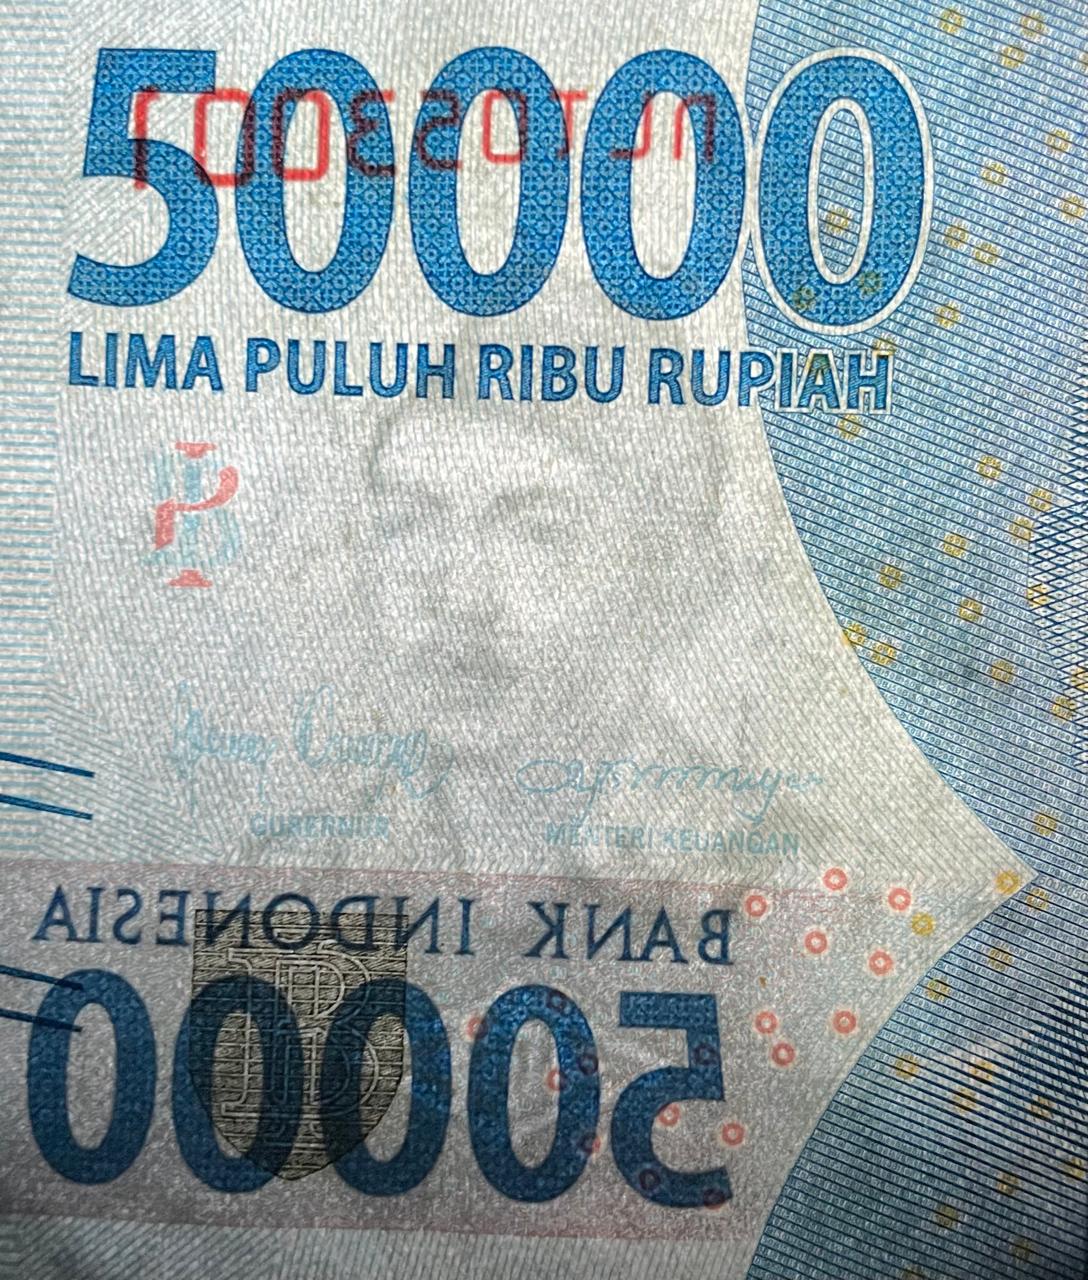 50000
LIMA PULUH RIBU RUPIAH
GUBERNUR
MENTERI KEUANGAN
BANK INDONESIA
50000